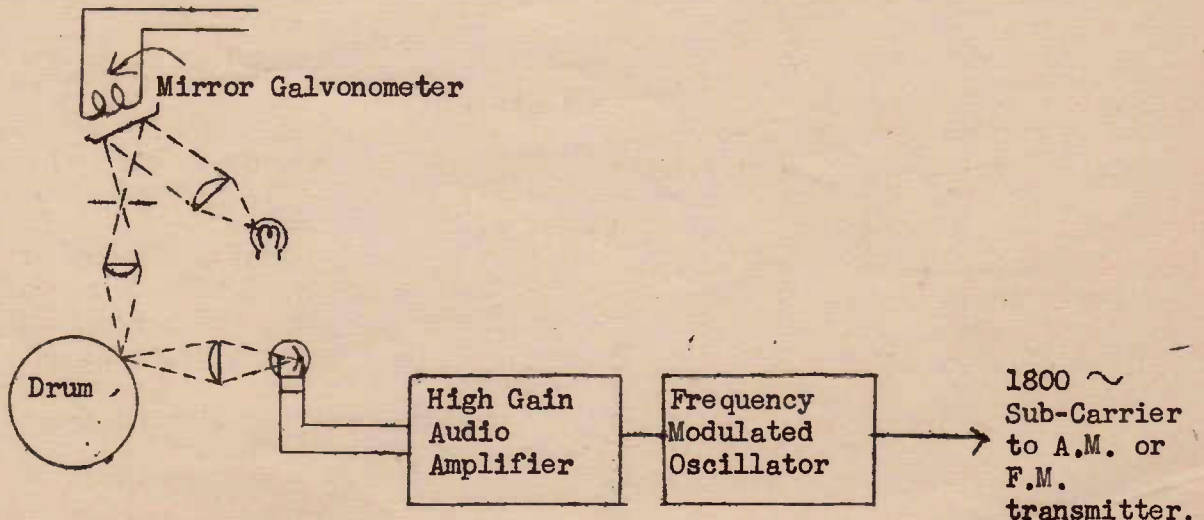 Mirror Galvonometer
Drum
High Gain
Audio
Amplifier
Frequency
Modulated
Oscillator
1800 ~
Sub-Carrier
to A.M. or
F.M.
transmitter.